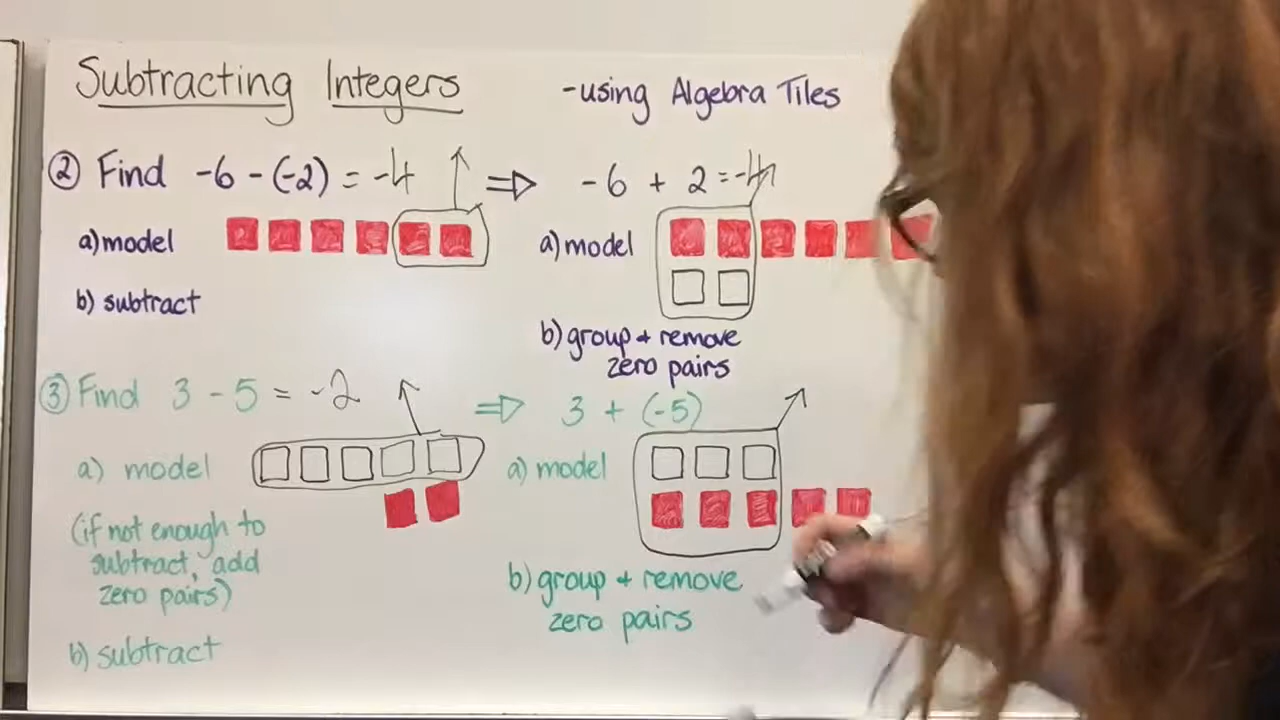 Subtracting Integers -using Algebra Tiles
② Find -6 - (-2) = -4 ⇒ -6 + 2 = -4
a) model a) model
b) subtract b) group + remove
zero pairs
③ Find 3 - 5 = -2 ⇒ 3 + (-5)
a) model a) model
(if not enough to
subtract, add
zero pairs) b) group + remove
zero pairs
b) subtract